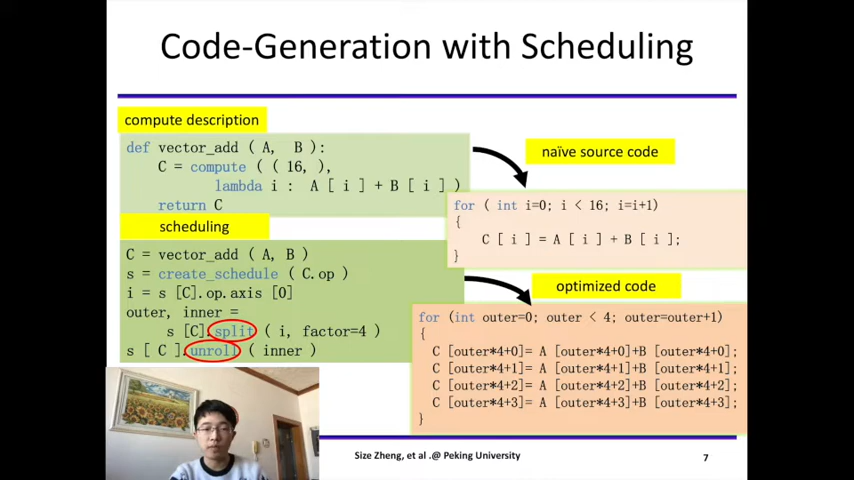 Code-Generation with Scheduling
compute description
def vector_add ( A, B ):
C = compute ( ( 16, ),
lambda i : A [ i ] + B [ i ] )
return C
naïve source code
for ( int i=0; i < 16; i=i+1)
{
C [ i ] = A [ i ] + B [ i ];
}
scheduling
C = vector_add ( A, B )
s = create_schedule ( C.op )
i = s [C].op.axis [0]
outer, inner =
s [C].split ( i, factor=4 )
s [ C ].unroll ( inner )
optimized code
for (int outer=0; outer < 4; outer=outer+1)
{
C [outer*4+0]= A [outer*4+0]+B [outer*4+0];
C [outer*4+1]= A [outer*4+1]+B [outer*4+1];
C [outer*4+2]= A [outer*4+2]+B [outer*4+2];
C [outer*4+3]= A [outer*4+3]+B [outer*4+3];
}
Size Zheng, et al .@ Peking University
7